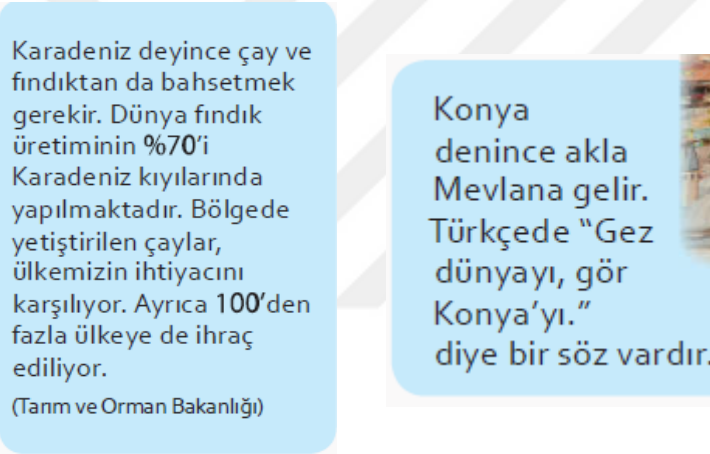 Karadeniz deyince çay ve
fındıktan da bahsetmek
gerekir. Dünya fındık
üretiminin %70'i
Karadeniz kıyılarında
yapılmaktadır. Bölgede
yetiştirilen çaylar,
ülkemizin ihtiyacını
karşılıyor. Ayrıca 100'den
fazla ülkeye de ihraç
ediliyor.
(Tarım ve Orman Bakanlığı)
Konya
denince akla
Mevlana gelir.
Türkçede "Gez
dünyayı, gör
Konya'yı."
diye bir söz vardır.